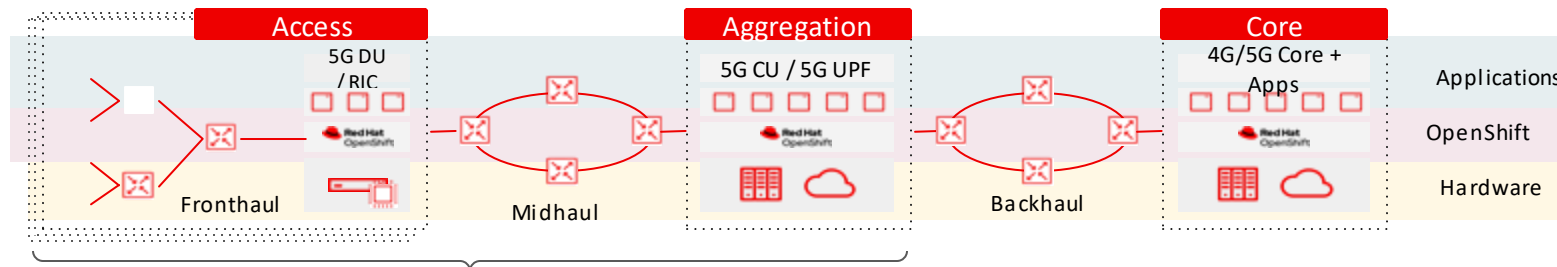 Access
Aggregation
Core
5G DU
/ RIC
5G CU / 5G UPF
4G/5G Core +
Apps
Applications
Red Hat
OpenShift
Red Hat
OpenShift
Red Hat
OpenShift
OpenShift
Hardware
Fronthaul
Midhaul
Backhaul